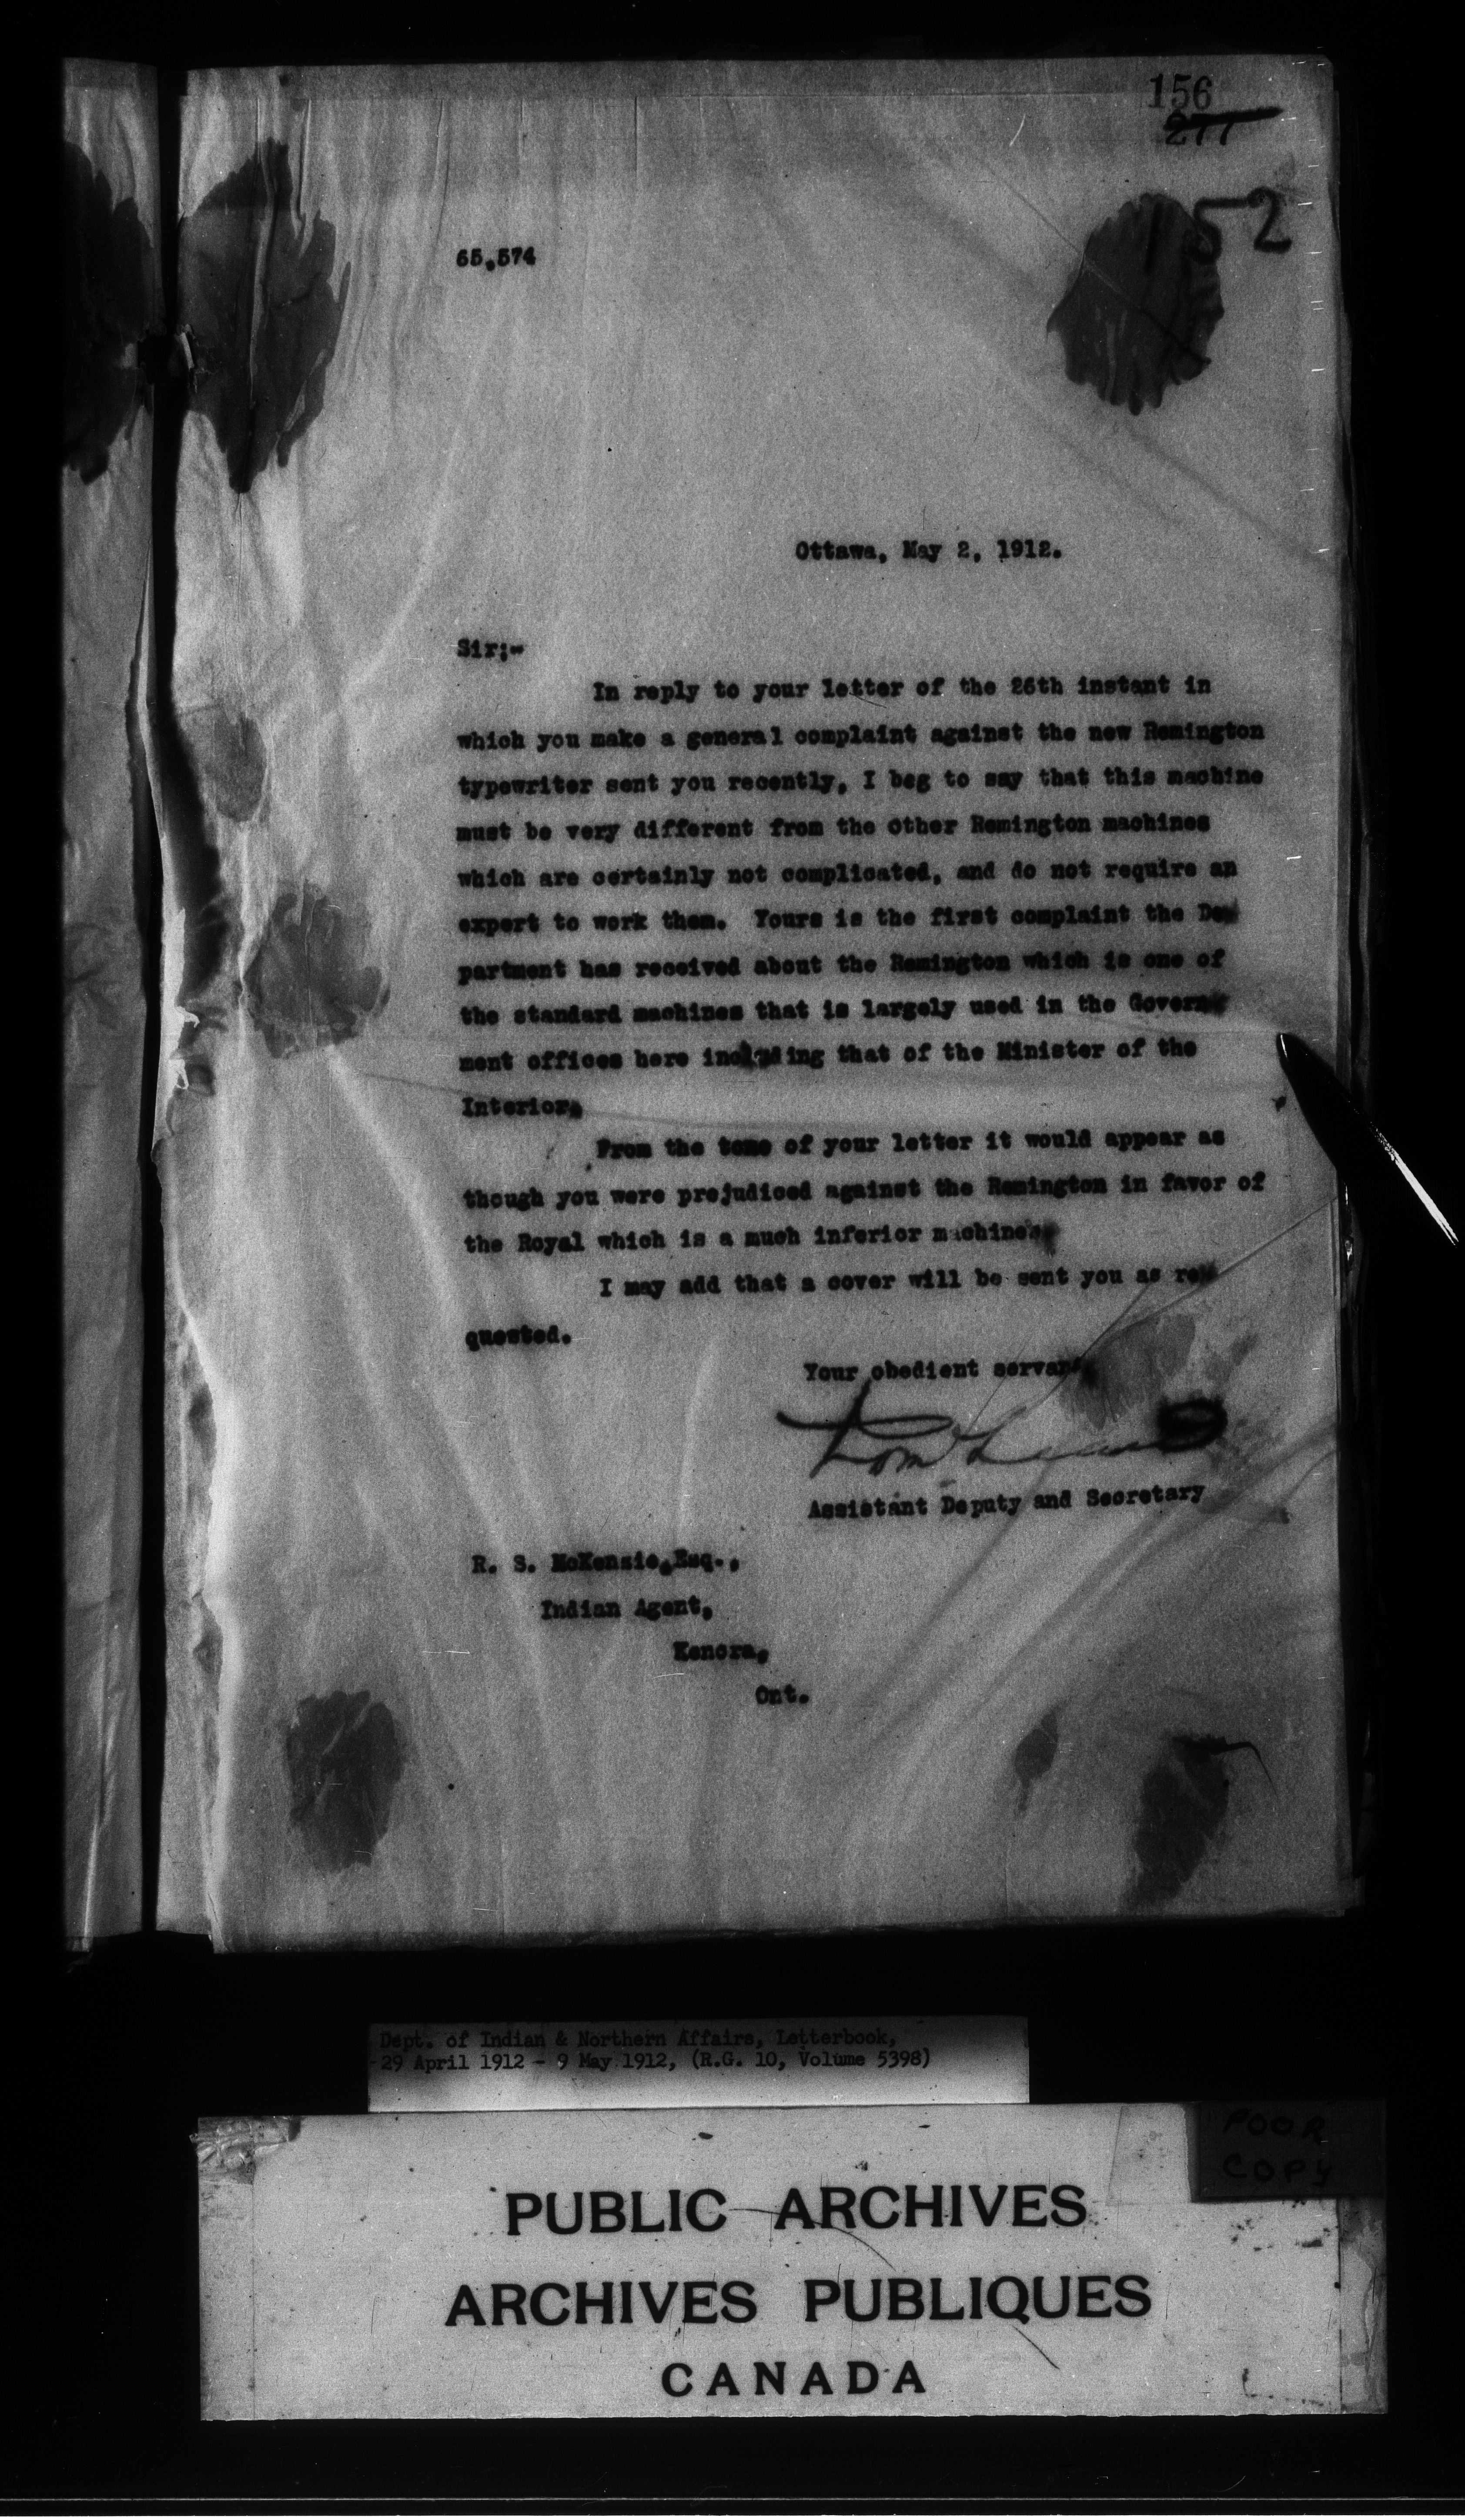 156
277
152
65,574
Ottawa, May 2, 1912.
Sir;-
In reply to your letter of the 26th instant in
which you make a general complaint against the new Remington
typewriter sent you recently, I beg to say that this machine
must be very different from the other Remington machines
which are certainly not complicated, and do not require an
expert to work them. Yours is the first complaint the De-
partment has received about the Remington which is one of
the standard machines that is largely used in the Govern-
ment offices here including that of the Minister of the
Interior.
From the tone of your letter it would appear as
though you were prejudiced against the Remington in favor of
the Royal which is a much inferior machine.
I may add that a cover will be sent you as re-
quested.
Your obedient servant
Assistant Deputy and Secretary
R. S. McKenzie, Esq.,
Indian Agent,
Kenora,
Ont.
Dept. of Indian & Northern Affairs, Letterbook,
29 April 1912 - 9 May 1912, (R.G. 10, Volume 5398)
POOR
COPY
PUBLIC ARCHIVES
ARCHIVES PUBLIQUES
CANADA